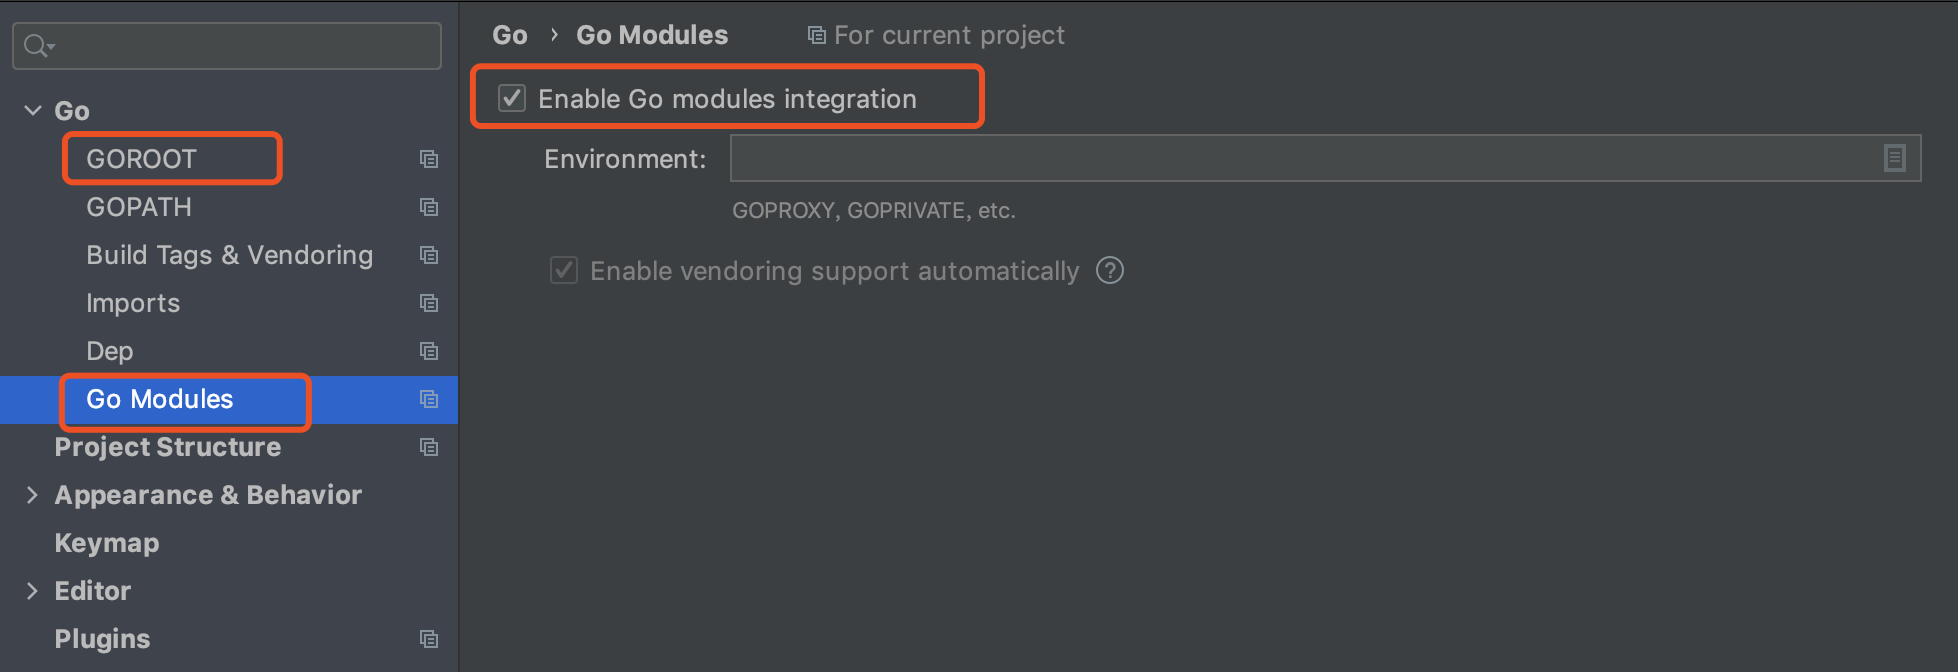 Go
GOROOT
GOPATH
Build Tags & Vendoring
Imports
Dep
Go Modules
Project Structure
Appearance & Behavior
Keymap
Editor
Plugins
Go › Go Modules For current project
Enable Go modules integration
Environment:
GOPROXY, GOPRIVATE, etc.
Enable vendoring support automatically ?